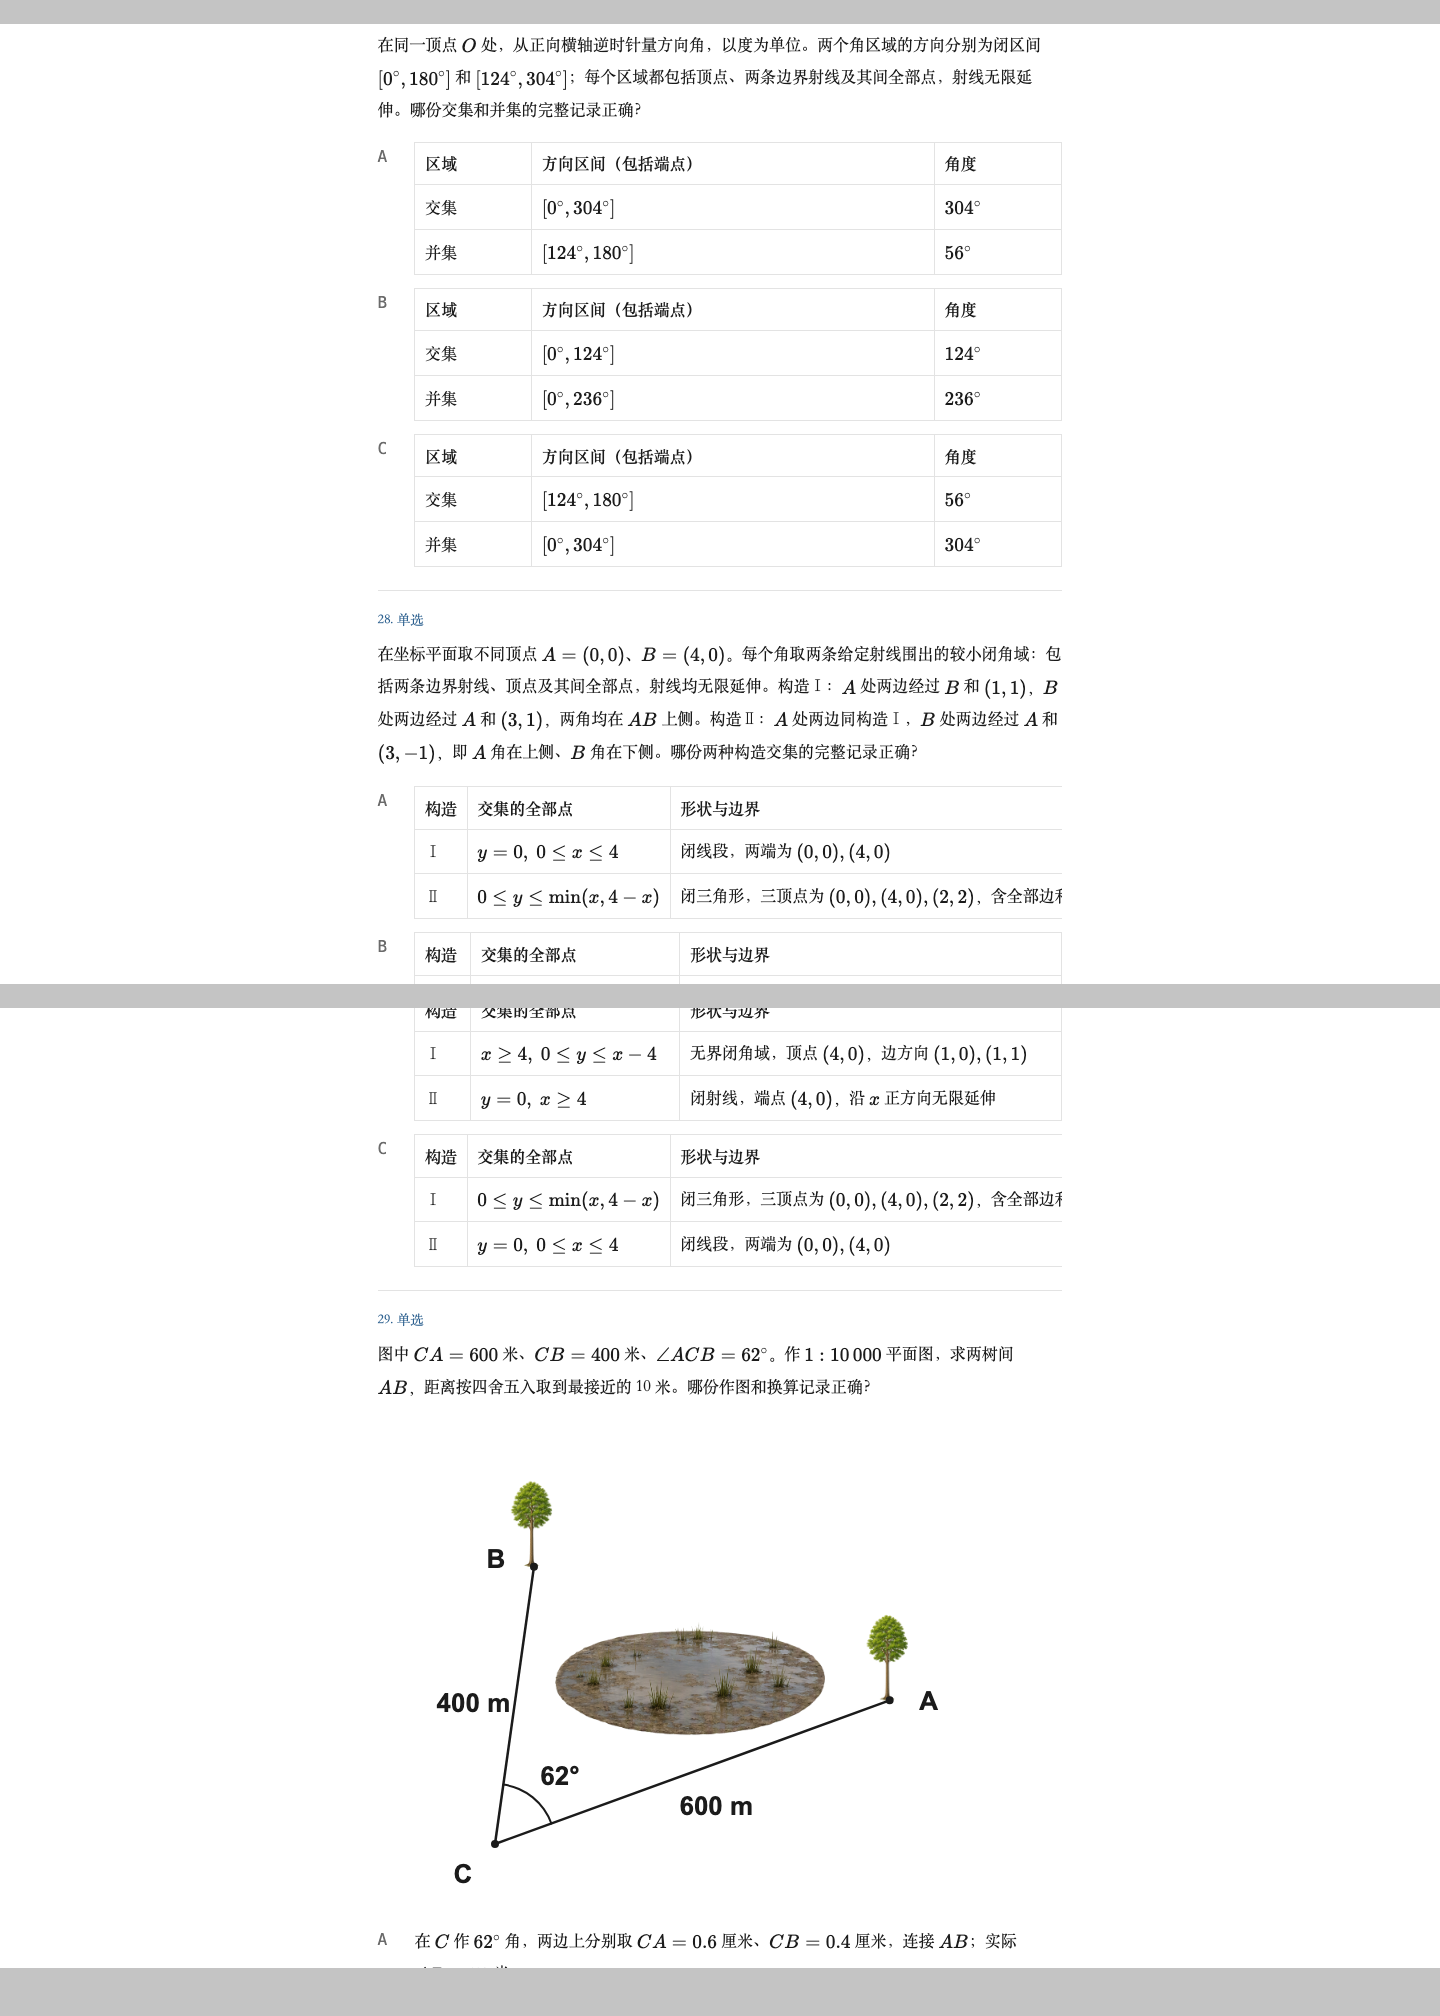 在同一顶点 O 处，从正向横轴逆时针量方向角，以度为单位。两个角区域的方向分别为闭区间
[0°, 180°] 和 [124°, 304°]；每个区域都包括顶点、两条边界射线及其间全部点，射线无限延
伸。哪份交集和并集的完整记录正确？
A
区域 方向区间（包括端点） 角度
交集 [0°, 304°] 304°
并集 [124°, 180°] 56°
B
区域 方向区间（包括端点） 角度
交集 [0°, 124°] 124°
并集 [0°, 236°] 236°
C
区域 方向区间（包括端点） 角度
交集 [124°, 180°] 56°
并集 [0°, 304°] 304°
28. 单选
在坐标平面取不同顶点 A = (0, 0)、B = (4, 0)。每个角取两条给定射线围出的较小闭角域：包
括两条边界射线、顶点及其间全部点，射线均无限延伸。构造Ⅰ：A 处两边经过 B 和 (1, 1)，B
处两边经过 A 和 (3, 1)，两角均在 AB 上侧。构造Ⅱ：A 处两边同构造Ⅰ，B 处两边经过 A 和
(3, −1)，即 A 角在上侧、B 角在下侧。哪份两种构造交集的完整记录正确？
A
构造 交集的全部点 形状与边界
Ⅰ y = 0, 0 ≤ x ≤ 4 闭线段，两端为 (0, 0), (4, 0)
Ⅱ 0 ≤ y ≤ min(x, 4 − x) 闭三角形，三顶点为 (0, 0), (4, 0), (2, 2)，含全部边
B
构造 交集的全部点 形状与边界
构造 交集的全部点 形状与边界
Ⅰ x ≥ 4, 0 ≤ y ≤ x − 4 无界闭角域，顶点 (4, 0)，边方向 (1, 0), (1, 1)
Ⅱ y = 0, x ≥ 4 闭射线，端点 (4, 0)，沿 x 正方向无限延伸
C
构造 交集的全部点 形状与边界
Ⅰ 0 ≤ y ≤ min(x, 4 − x) 闭三角形，三顶点为 (0, 0), (4, 0), (2, 2)，含全部边
Ⅱ y = 0, 0 ≤ x ≤ 4 闭线段，两端为 (0, 0), (4, 0)
29. 单选
图中 CA = 600 米、CB = 400 米、∠ACB = 62°。作 1 : 10 000 平面图，求两树间
AB，距离按四舍五入取到最接近的 10 米。哪份作图和换算记录正确？
B
400 m
A
62°
600 m
C
A 在 C 作 62° 角，两边上分别取 CA = 0.6 厘米、CB = 0.4 厘米，连接 AB；实际